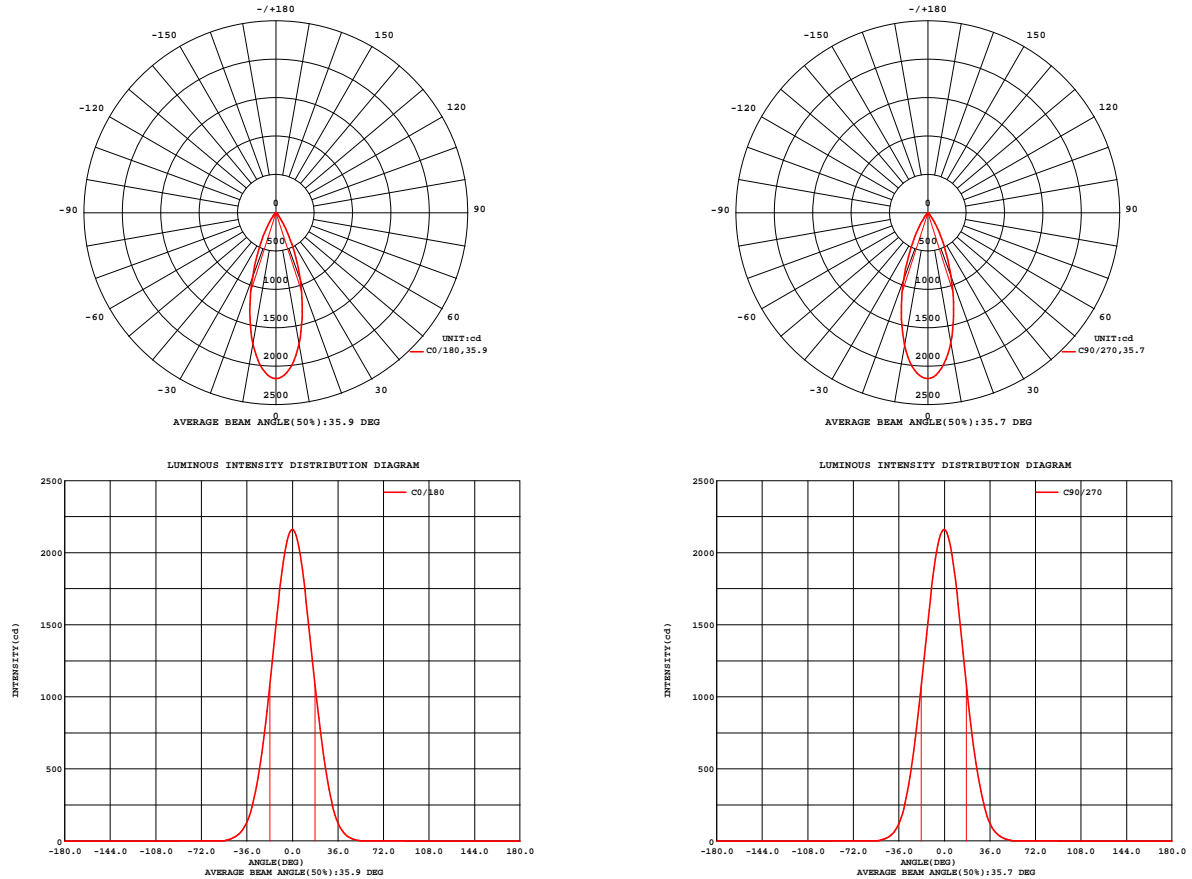 -/+180
-150
150
-120
120
-90
90
-60
60
-30
30
0
500
1000
1500
2000
2500
0
UNIT:cd
C0/180,35.9
AVERAGE BEAM ANGLE(50%):35.9 DEG
-/+180
-150
150
-120
120
-90
90
-60
60
-30
30
0
500
1000
1500
2000
2500
0
UNIT:cd
C90/270,35.7
AVERAGE BEAM ANGLE(50%):35.7 DEG
LUMINOUS INTENSITY DISTRIBUTION DIAGRAM
C0/180
INTENSITY(cd)
2500
2000
1500
1000
500
0
-180.0 -144.0 -108.0 -72.0 -36.0 0.0 36.0 72.0 108.0 144.0 180.0
ANGLE(DEG)
AVERAGE BEAM ANGLE(50%):35.9 DEG
LUMINOUS INTENSITY DISTRIBUTION DIAGRAM
C90/270
INTENSITY(cd)
2500
2000
1500
1000
500
0
-180.0 -144.0 -108.0 -72.0 -36.0 0.0 36.0 72.0 108.0 144.0 180.0
ANGLE(DEG)
AVERAGE BEAM ANGLE(50%):35.7 DEG